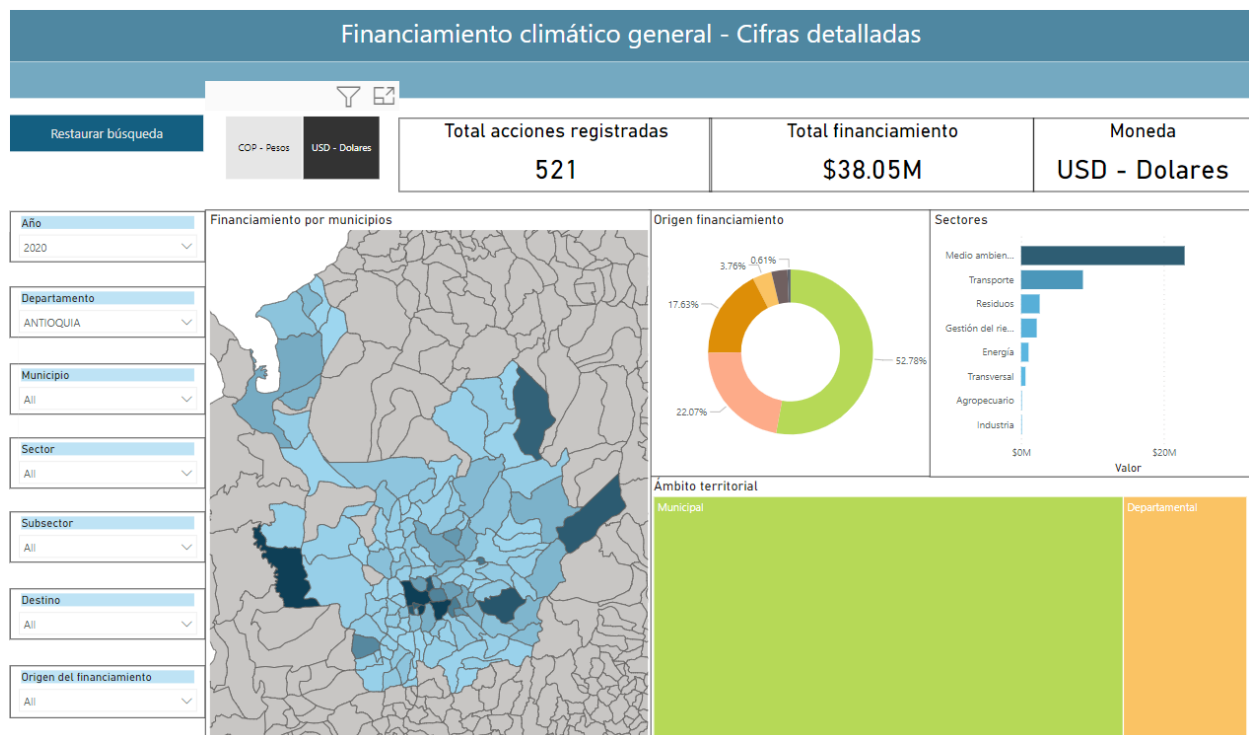 Financiamiento climático general - Cifras detalladas
Restaurar búsqueda
COP - Pesos
USD - Dolares
Total acciones registradas
521
Total financiamiento
$38.05M
Moneda
USD - Dolares
Año
2020
Departamento
ANTIOQUIA
Municipio
All
Sector
All
Subsector
All
Destino
All
Origen del financiamiento
All
Financiamiento por municipios
Origen financiamiento
0.61%
3.76%
17.63%
52.78%
22.07%
Sectores
Medio ambien...
Transporte
Residuos
Gestión del rie...
Energía
Transversal
Agropecuario
Industria
$0M
$20M
Valor
Ámbito territorial
Municipal
Departamental